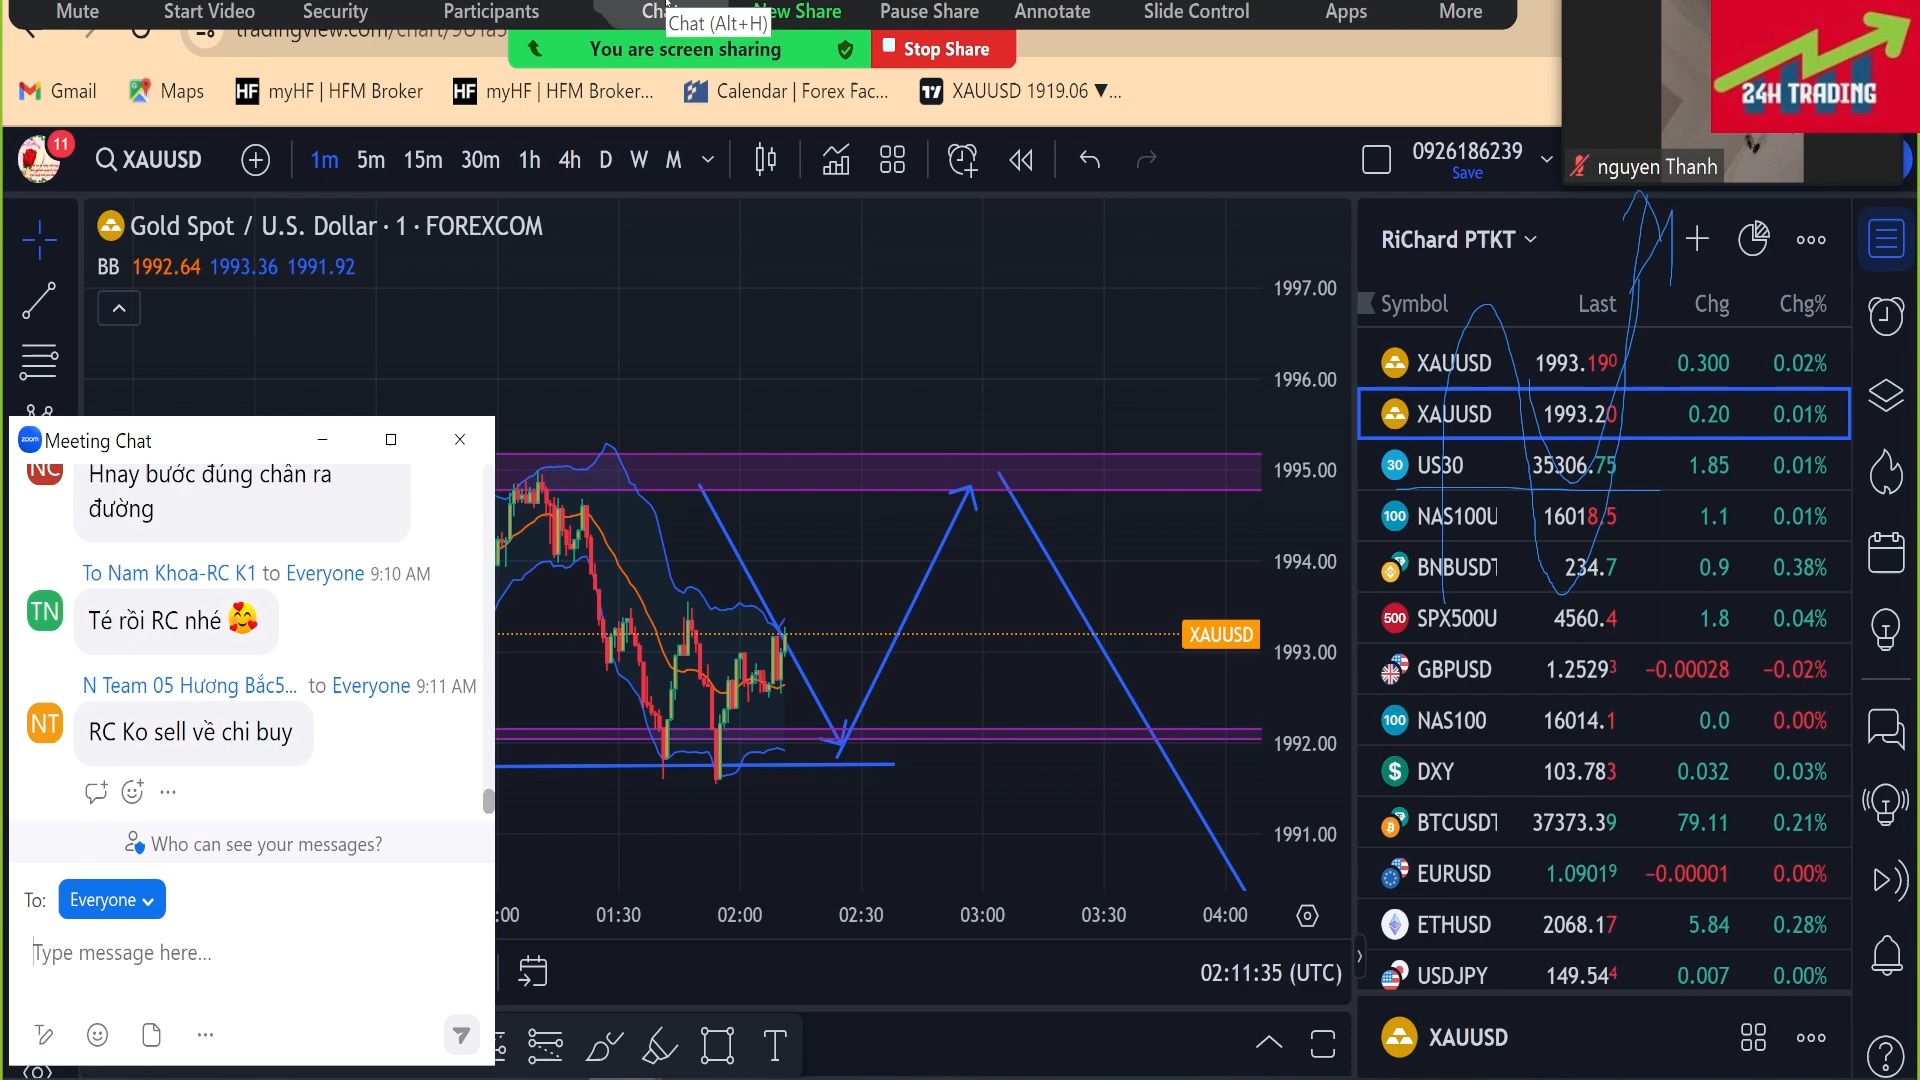 Mute Start Video Security Participants New Share Pause Share Annotate Slide Control Apps More
Chat (Alt+H)
You are screen sharing Stop Share
Gmail Maps myHF | HFM Broker myHF | HFM Broker... Calendar | Forex Fac... XAUUSD 1919.06 ▼...
24H TRADING
nguyen Thanh
11 XAUUSD 1m 5m 15m 30m 1h 4h D W M 0926186239
Save
Gold Spot / U.S. Dollar · 1 · FOREXCOM
BB 1992.64 1993.36 1991.92
1997.00
1996.00
1995.00
1994.00
XAUUSD
1993.00
1992.00
1991.00
:00 01:30 02:00 02:30 03:00 03:30 04:00
02:11:35 (UTC)
zoom Meeting Chat
NC
Hnay bước đúng chân ra
đường
To Nam Khoa-RC K1 to Everyone 9:10 AM
TN Té rồi RC nhé 🥰
N Team 05 Hương Bắc5... to Everyone 9:11 AM
NT RC Ko sell về chi buy
Who can see your messages?
To: Everyone
Type message here...
RiChard PTKT
Symbol Last Chg Chg%
XAUUSD 1993.190 0.300 0.02%
XAUUSD 1993.20 0.20 0.01%
30 US30 35306.75 1.85 0.01%
100 NAS100U 16018.5 1.1 0.01%
BNBUSDT 234.7 0.9 0.38%
500 SPX500U 4560.4 1.8 0.04%
GBPUSD 1.25293 −0.00028 −0.02%
100 NAS100 16014.1 0.0 0.00%
DXY 103.783 0.032 0.03%
BTCUSDT 37373.39 79.11 0.21%
EURUSD 1.09019 −0.00001 0.00%
ETHUSD 2068.17 5.84 0.28%
USDJPY 149.544 0.007 0.00%
XAUUSD